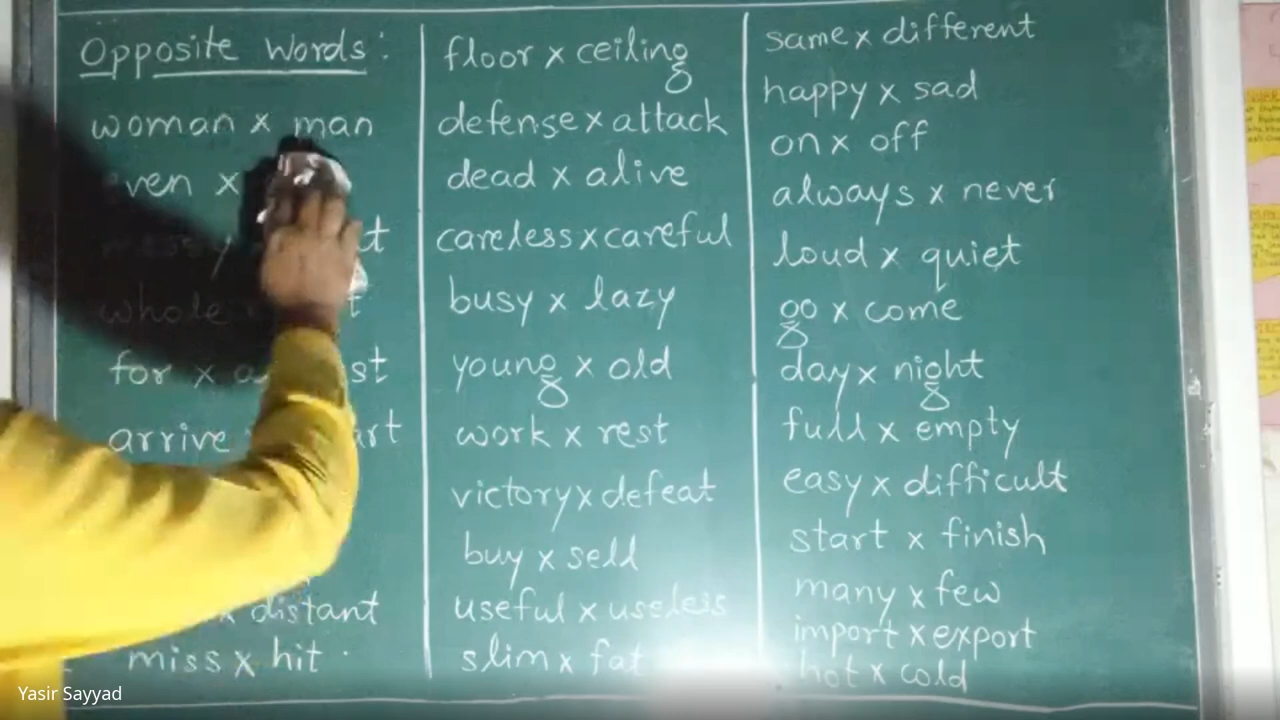 Opposite Words:
woman x man
ven x
whole
for x st
arrive
x distant
miss x hit
floor x ceiling
defense x attack
dead x alive
careless x careful
busy x lazy
young x old
work x rest
victory x defeat
buy x sell
useful x useless
slim x fat
same x different
happy x sad
on x off
always x never
loud x quiet
go x come
day x night
full x empty
easy x difficult
start x finish
many x few
import x export
hot x cold
Yasir Sayyad